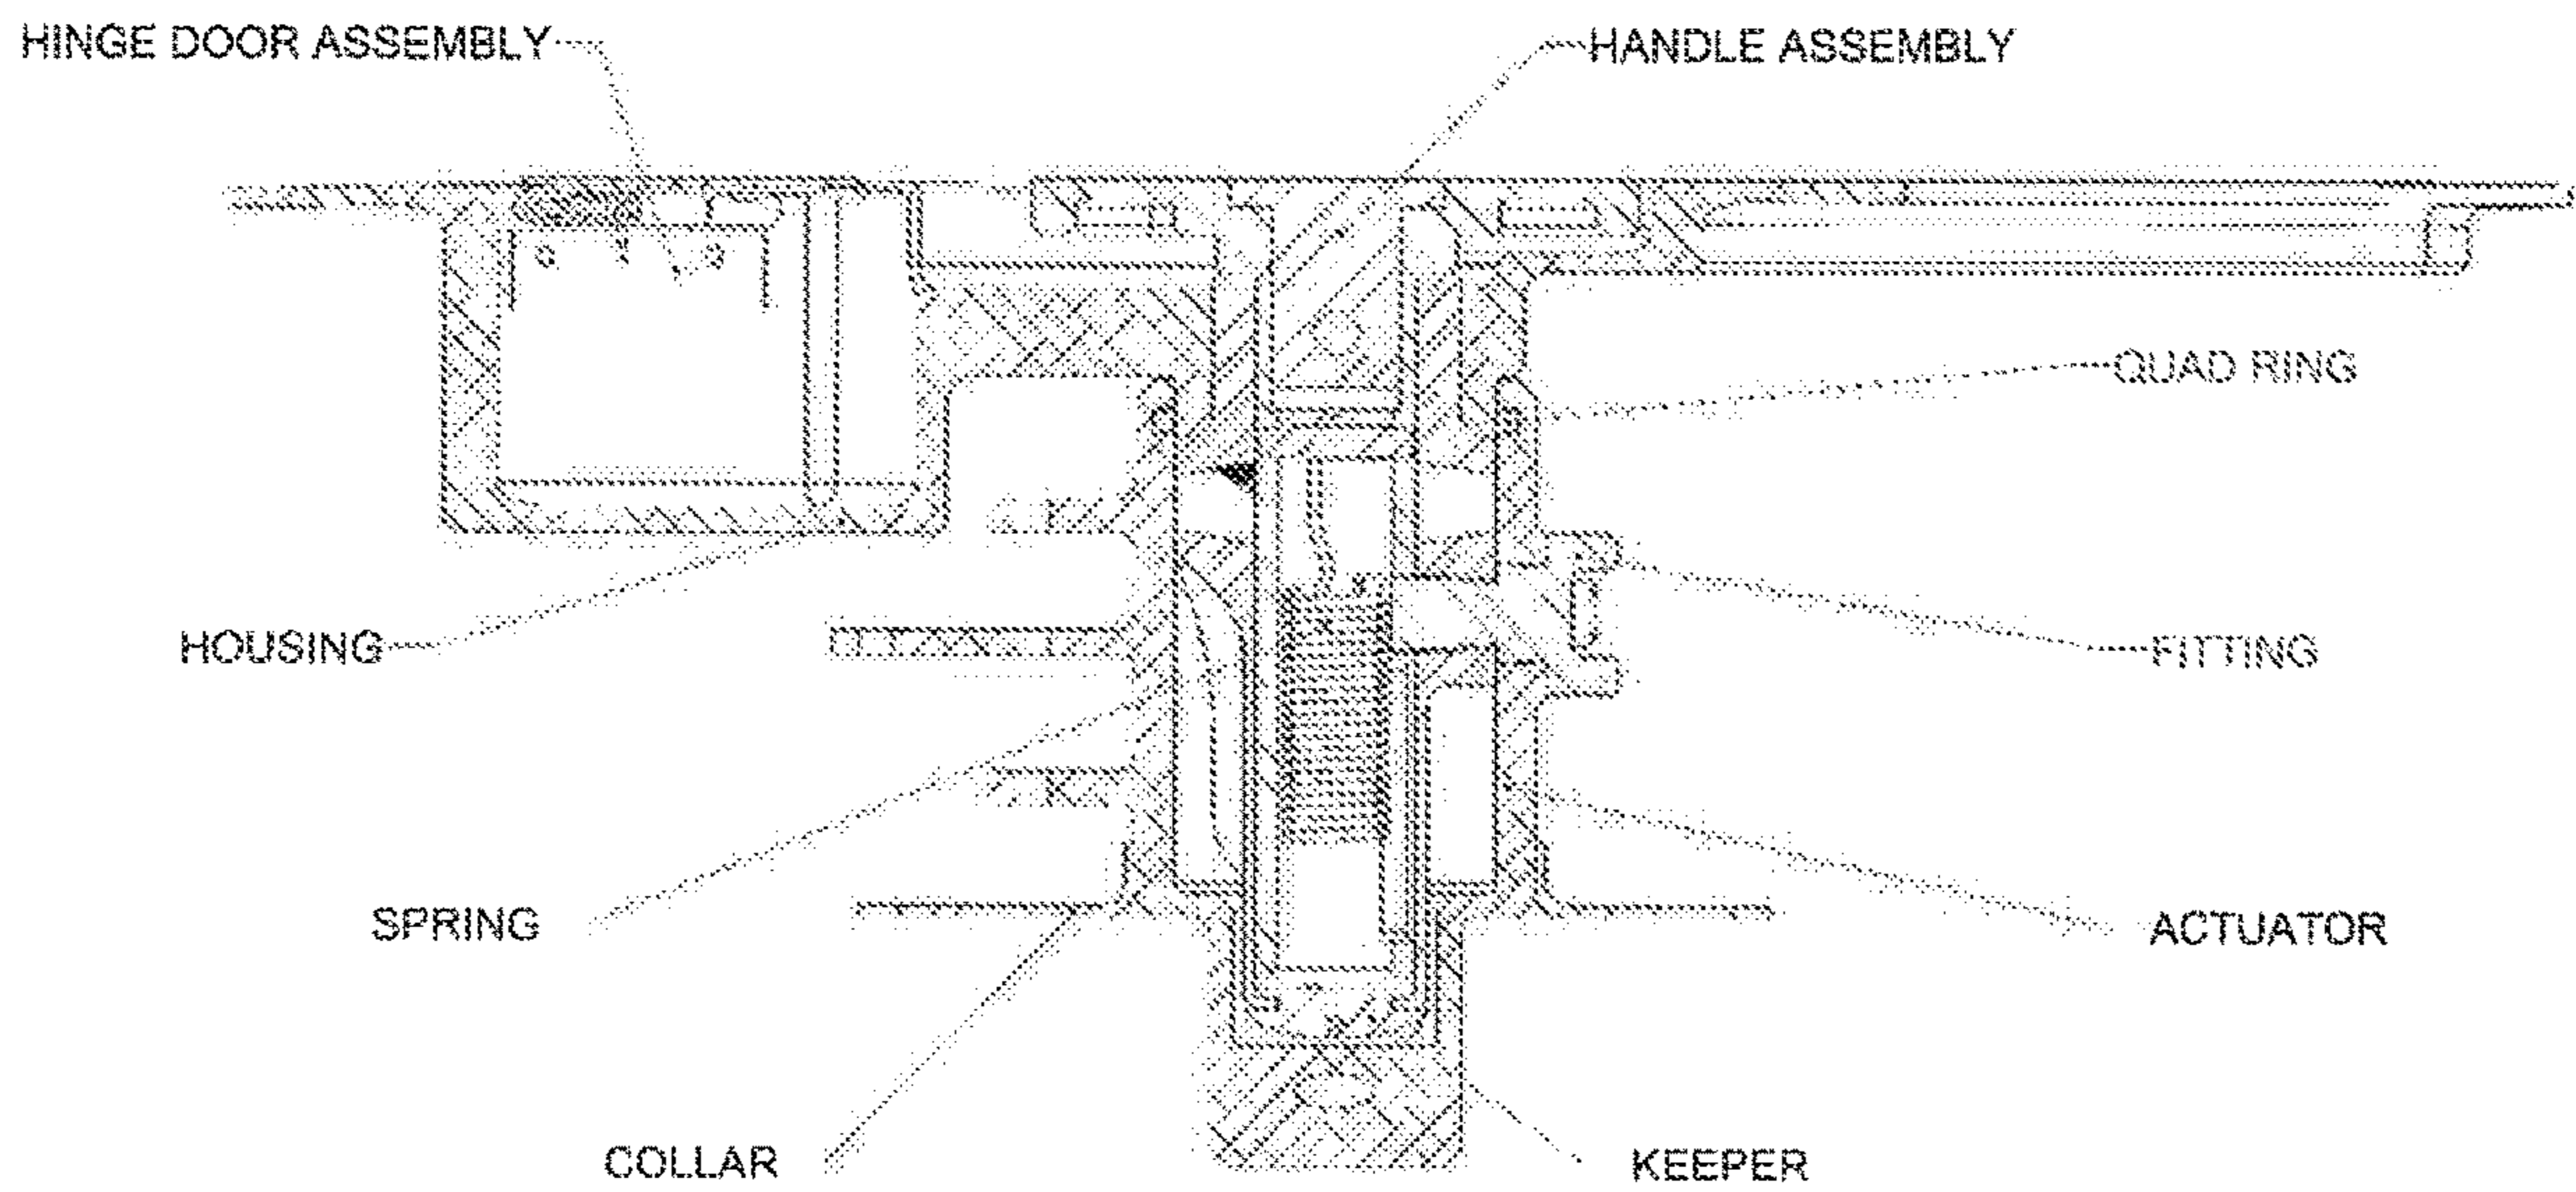 HINGE DOOR ASSEMBLY
HANDLE ASSEMBLY
QUAD RING
HOUSING
FITTING
SPRING
ACTUATOR
COLLAR
KEEPER